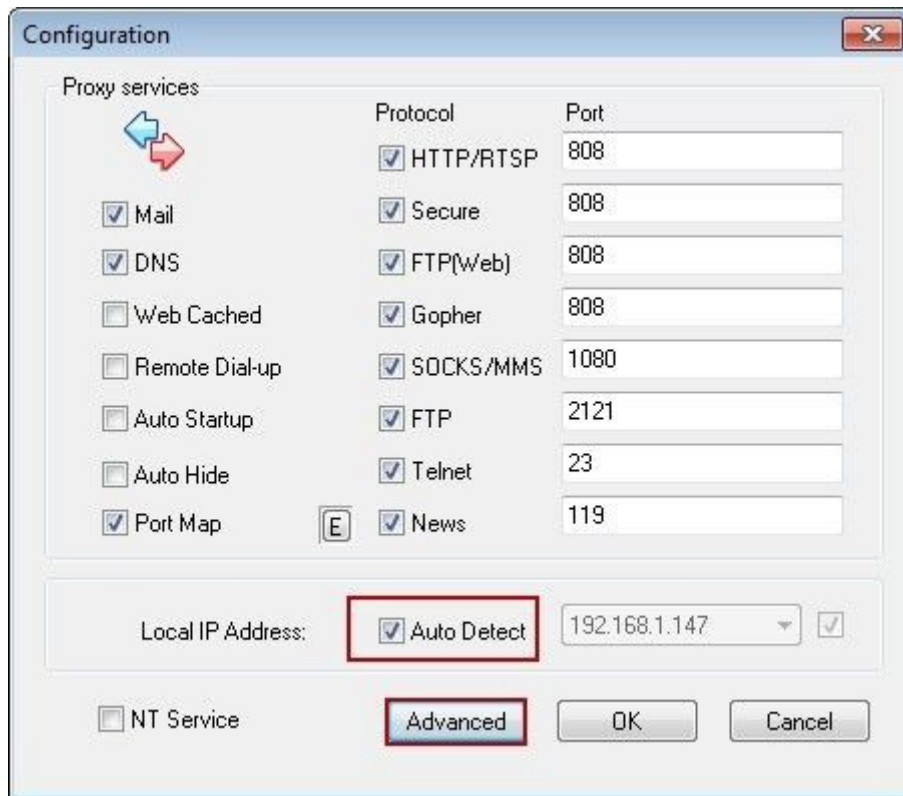 Configuration
Proxy services
Protocol Port
HTTP/RTSP 808
Mail Secure 808
DNS FTP(Web) 808
Web Cached Gopher 808
Remote Dial-up SOCKS/MMS 1080
Auto Startup FTP 2121
Auto Hide Telnet 23
Port Map E News 119
Local IP Address: Auto Detect 192.168.1.147
NT Service Advanced OK Cancel